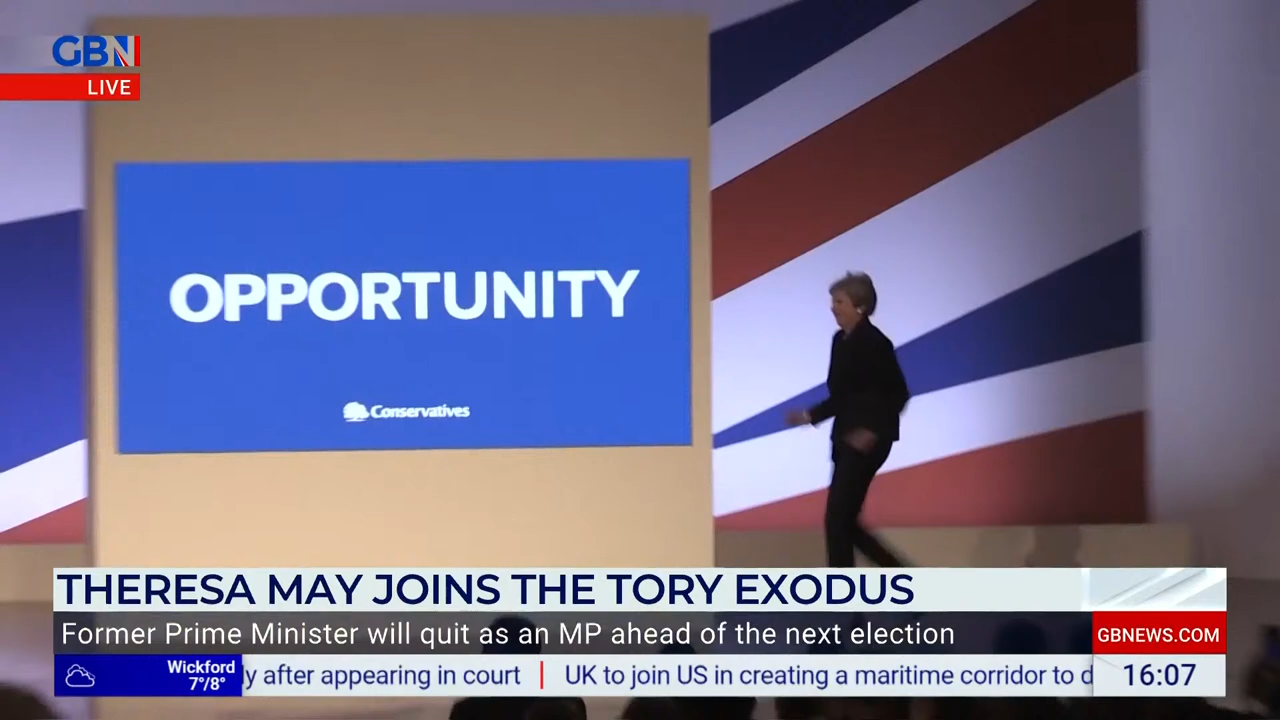 GBN
LIVE
OPPORTUNITY
Conservatives
THERESA MAY JOINS THE TORY EXODUS
Former Prime Minister will quit as an MP ahead of the next election
GBNEWS.COM
Wickford
7°/8°
after appearing in court | UK to join US in creating a maritime corridor to
16:07